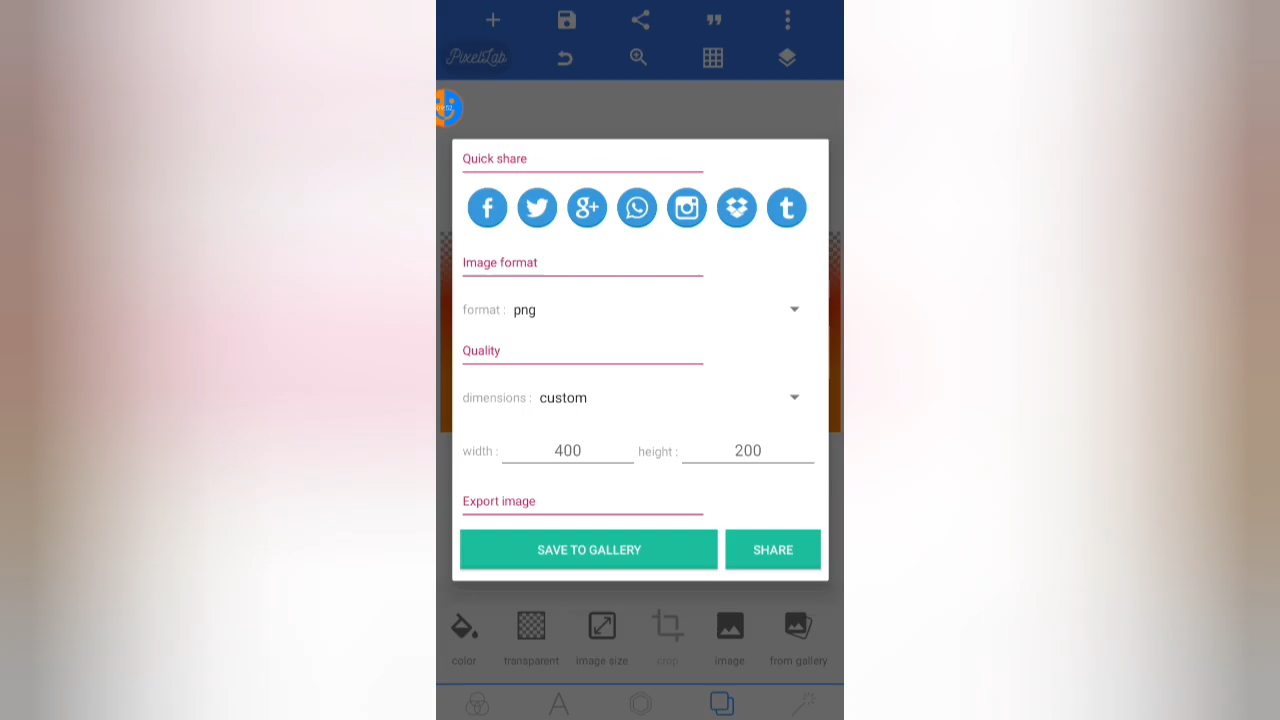 PixelLab
Quick share
Image format
format : png
Quality
dimensions : custom
width : 400 height : 200
Export image
SAVE TO GALLERY SHARE
color transparent image size crop image from gallery